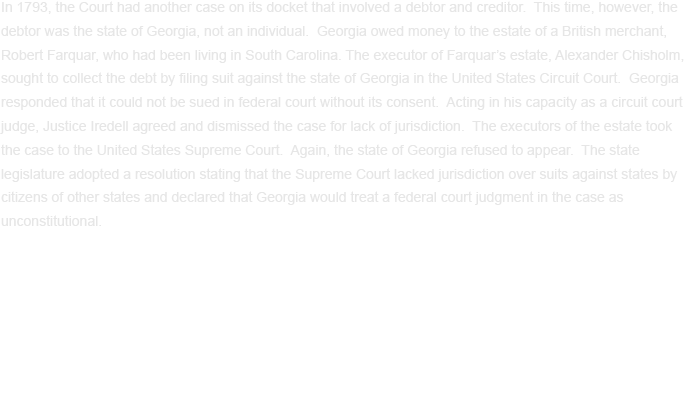 In 1793, the Court had another case on its docket that involved a debtor and creditor.  This time, however, the
debtor was the state of Georgia, not an individual.  Georgia owed money to the estate of a British merchant,
Robert Farquar, who had been living in South Carolina. The executor of Farquar’s estate, Alexander Chisholm,
sought to collect the debt by filing suit against the state of Georgia in the United States Circuit Court.  Georgia
responded that it could not be sued in federal court without its consent.  Acting in his capacity as a circuit court
judge, Justice Iredell agreed and dismissed the case for lack of jurisdiction.  The executors of the estate took
the case to the United States Supreme Court.  Again, the state of Georgia refused to appear.  The state
legislature adopted a resolution stating that the Supreme Court lacked jurisdiction over suits against states by
citizens of other states and declared that Georgia would treat a federal court judgment in the case as
unconstitutional.